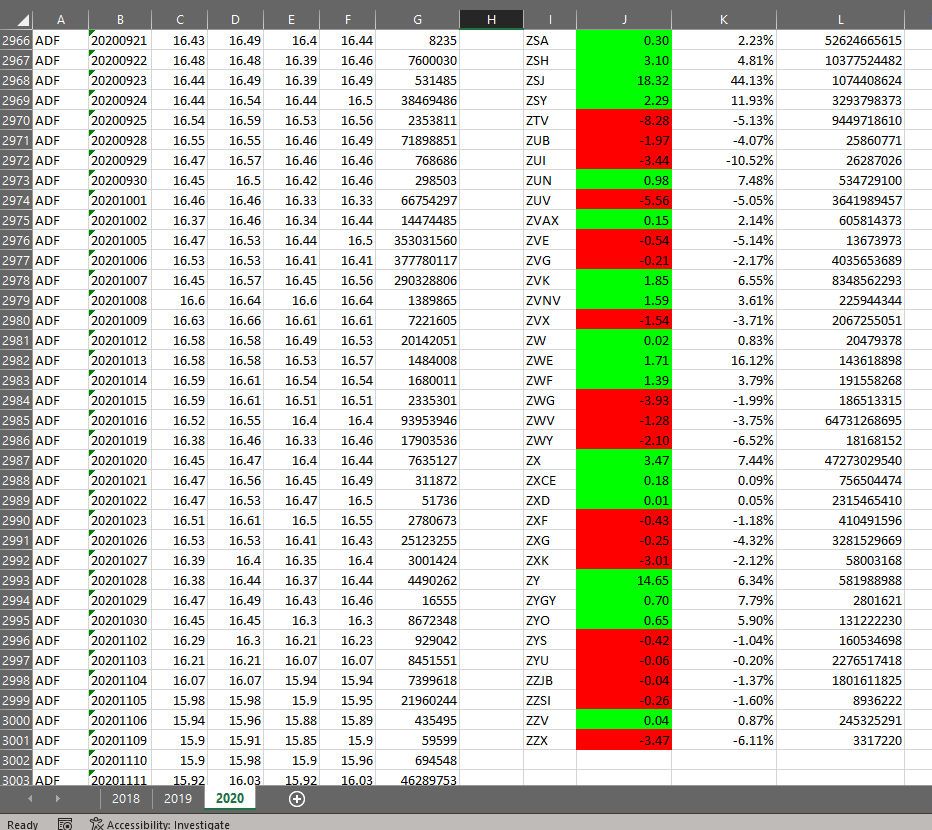 A B C D E F G H I J K L
2966 ADF 20200921 16.43 16.49 16.4 16.44 8235 ZSA 0.30 2.23% 52624665615
2967 ADF 20200922 16.48 16.48 16.39 16.46 7600030 ZSH 3.10 4.81% 10377524482
2968 ADF 20200923 16.44 16.49 16.39 16.49 531485 ZSJ 18.32 44.13% 1074408624
2969 ADF 20200924 16.44 16.54 16.44 16.5 38469486 ZSY 2.29 11.93% 3293798373
2970 ADF 20200925 16.54 16.59 16.53 16.56 2353811 ZTV -8.28 -5.13% 9449718610
2971 ADF 20200928 16.55 16.55 16.46 16.49 71898851 ZUB -1.97 -4.07% 25860771
2972 ADF 20200929 16.47 16.57 16.46 16.46 768686 ZUI -3.44 -10.52% 26287026
2973 ADF 20200930 16.45 16.5 16.42 16.46 298503 ZUN 0.98 7.48% 534729100
2974 ADF 20201001 16.46 16.46 16.33 16.33 66754297 ZUV -5.56 -5.05% 3641989457
2975 ADF 20201002 16.37 16.46 16.34 16.44 14474485 ZVAX 0.15 2.14% 605814373
2976 ADF 20201005 16.47 16.53 16.44 16.5 353031560 ZVE -0.54 -5.14% 13673973
2977 ADF 20201006 16.53 16.53 16.41 16.41 377780117 ZVG -0.21 -2.17% 4035653689
2978 ADF 20201007 16.45 16.57 16.45 16.56 290328806 ZVK 1.85 6.55% 8348562293
2979 ADF 20201008 16.6 16.64 16.6 16.64 1389865 ZVNV 1.59 3.61% 225944344
2980 ADF 20201009 16.63 16.66 16.61 16.61 7221605 ZVX -1.54 -3.71% 2067255051
2981 ADF 20201012 16.58 16.58 16.49 16.53 20142051 ZW 0.02 0.83% 20479378
2982 ADF 20201013 16.58 16.58 16.53 16.57 1484008 ZWE 1.71 16.12% 143618898
2983 ADF 20201014 16.59 16.61 16.54 16.54 1680011 ZWF 1.39 3.79% 191558268
2984 ADF 20201015 16.59 16.61 16.51 16.51 2335301 ZWG -3.93 -1.99% 186513315
2985 ADF 20201016 16.52 16.55 16.4 16.4 93953946 ZWV -1.28 -3.75% 64731268695
2986 ADF 20201019 16.38 16.46 16.33 16.46 17903536 ZWY -2.10 -6.52% 18168152
2987 ADF 20201020 16.45 16.47 16.4 16.44 7635127 ZX 3.47 7.44% 47273029540
2988 ADF 20201021 16.47 16.56 16.45 16.49 311872 ZXCE 0.18 0.09% 756504474
2989 ADF 20201022 16.47 16.53 16.47 16.5 51736 ZXD 0.01 0.05% 2315465410
2990 ADF 20201023 16.51 16.61 16.5 16.55 2780673 ZXF -0.43 -1.18% 410491596
2991 ADF 20201026 16.53 16.53 16.41 16.43 25123255 ZXG -0.25 -4.32% 3281529669
2992 ADF 20201027 16.39 16.4 16.35 16.4 3001424 ZXK -3.01 -2.12% 58003168
2993 ADF 20201028 16.38 16.44 16.37 16.44 4490262 ZY 14.65 6.34% 581988988
2994 ADF 20201029 16.47 16.49 16.43 16.46 16555 ZYGY 0.70 7.79% 2801621
2995 ADF 20201030 16.45 16.45 16.3 16.3 8672348 ZYO 0.65 5.90% 131222230
2996 ADF 20201102 16.29 16.3 16.21 16.23 929042 ZYS -0.42 -1.04% 160534698
2997 ADF 20201103 16.21 16.21 16.07 16.07 8451551 ZYU -0.06 -0.20% 2276517418
2998 ADF 20201104 16.07 16.07 15.94 15.94 7399618 ZZJB -0.04 -1.37% 1801611825
2999 ADF 20201105 15.98 15.98 15.9 15.95 21960244 ZZSI -0.26 -1.60% 8936222
3000 ADF 20201106 15.94 15.96 15.88 15.89 435495 ZZV 0.04 0.87% 245325291
3001 ADF 20201109 15.9 15.91 15.85 15.9 59599 ZZX -3.47 -6.11% 3317220
3002 ADF 20201110 15.9 15.98 15.9 15.96 694548
3003 ADF 20201111 15.92 16.03 15.92 16.03 46289753
2018 2019 2020
Ready Accessibility: Investigate